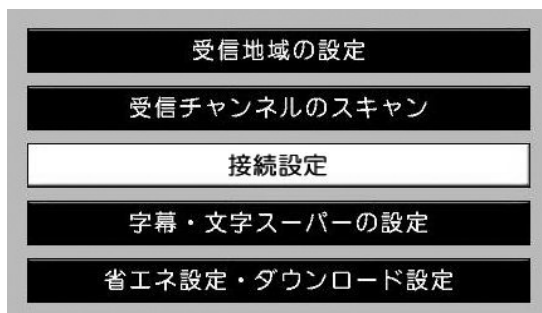 受信地域の設定
受信チャンネルのスキャン
接続設定
字幕・文字スーパーの設定
省エネ設定・ダウンロード設定